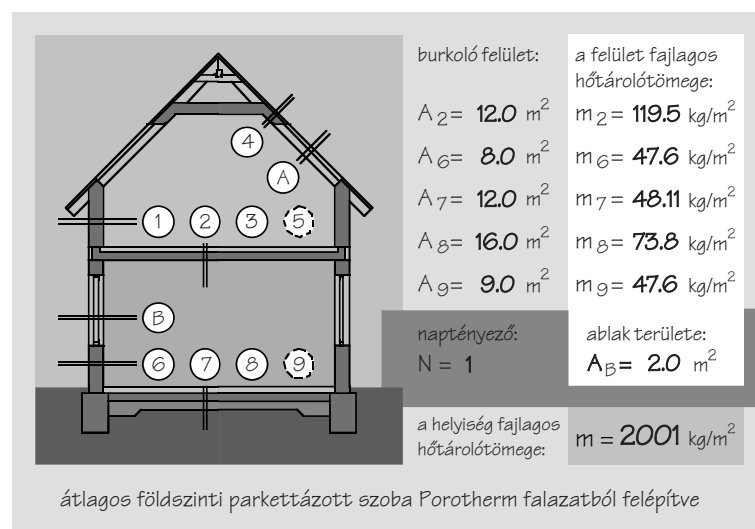 burkoló felület:
a felület fajlagos
hőtárolótömege:
A2= 12.0 m²
m2= 119.5 kg/m²
A6= 8.0 m²
m6= 47.6 kg/m²
A7= 12.0 m²
m7= 48.11 kg/m²
A8= 16.0 m²
m8= 73.8 kg/m²
A9= 9.0 m²
m9= 47.6 kg/m²
naptényező:
N = 1
ablak területe:
AB= 2.0 m²
a helyiség fajlagos
hőtárolótömege:
m = 2001 kg/m²
4
A
1 2 3 5
B
6 7 8 9
átlagos földszinti parkettázott szoba Porotherm falazatból felépítve